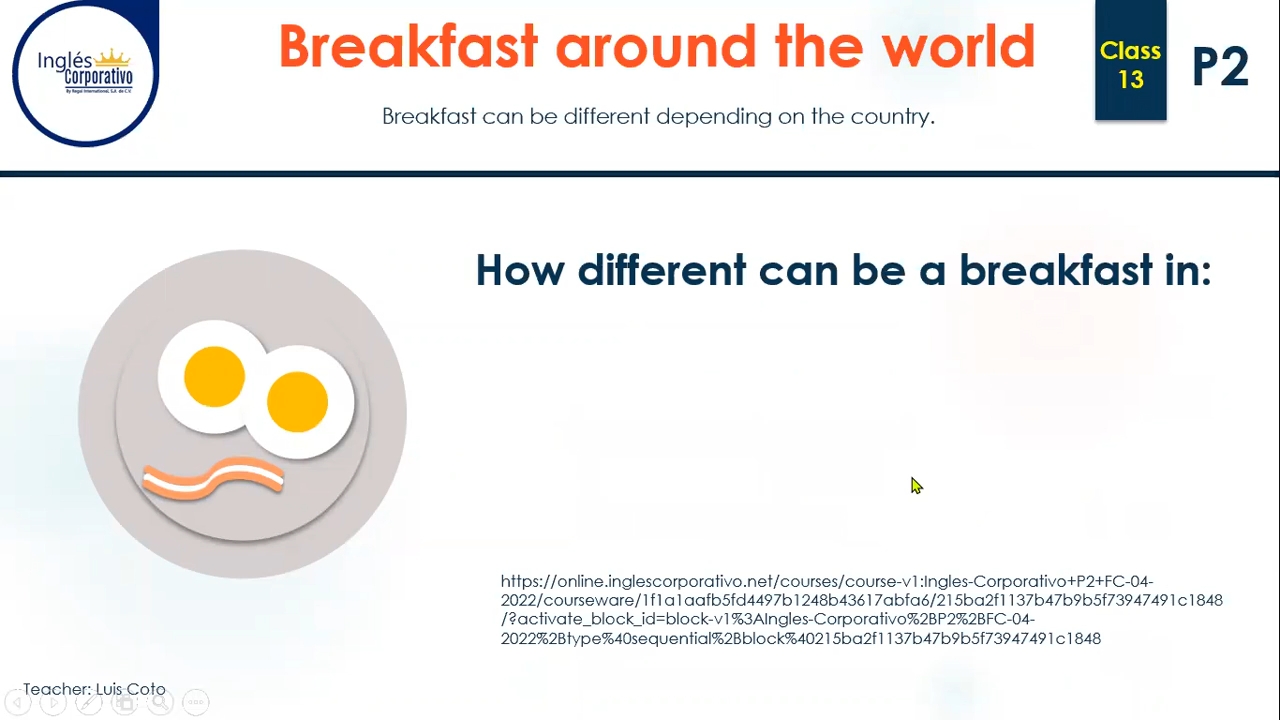 Inglés
Corporativo
By Regal International, S.A. de C.V.
Breakfast around the world
Breakfast can be different depending on the country.
Class
13
P2
How different can be a breakfast in:
https://online.inglescorporativo.net/courses/course-v1:Ingles-Corporativo+P2+FC-04-
2022/courseware/1f1a1aafb5fd4497b1248b43617abfa6/215ba2f1137b47b9b5f73947491c1848
/?activate_block_id=block-v1%3AIngles-Corporativo%2BP2%2BFC-04-
2022%2Btype%40sequential%2Bblock%40215ba2f1137b47b9b5f73947491c1848
Teacher: Luis Coto